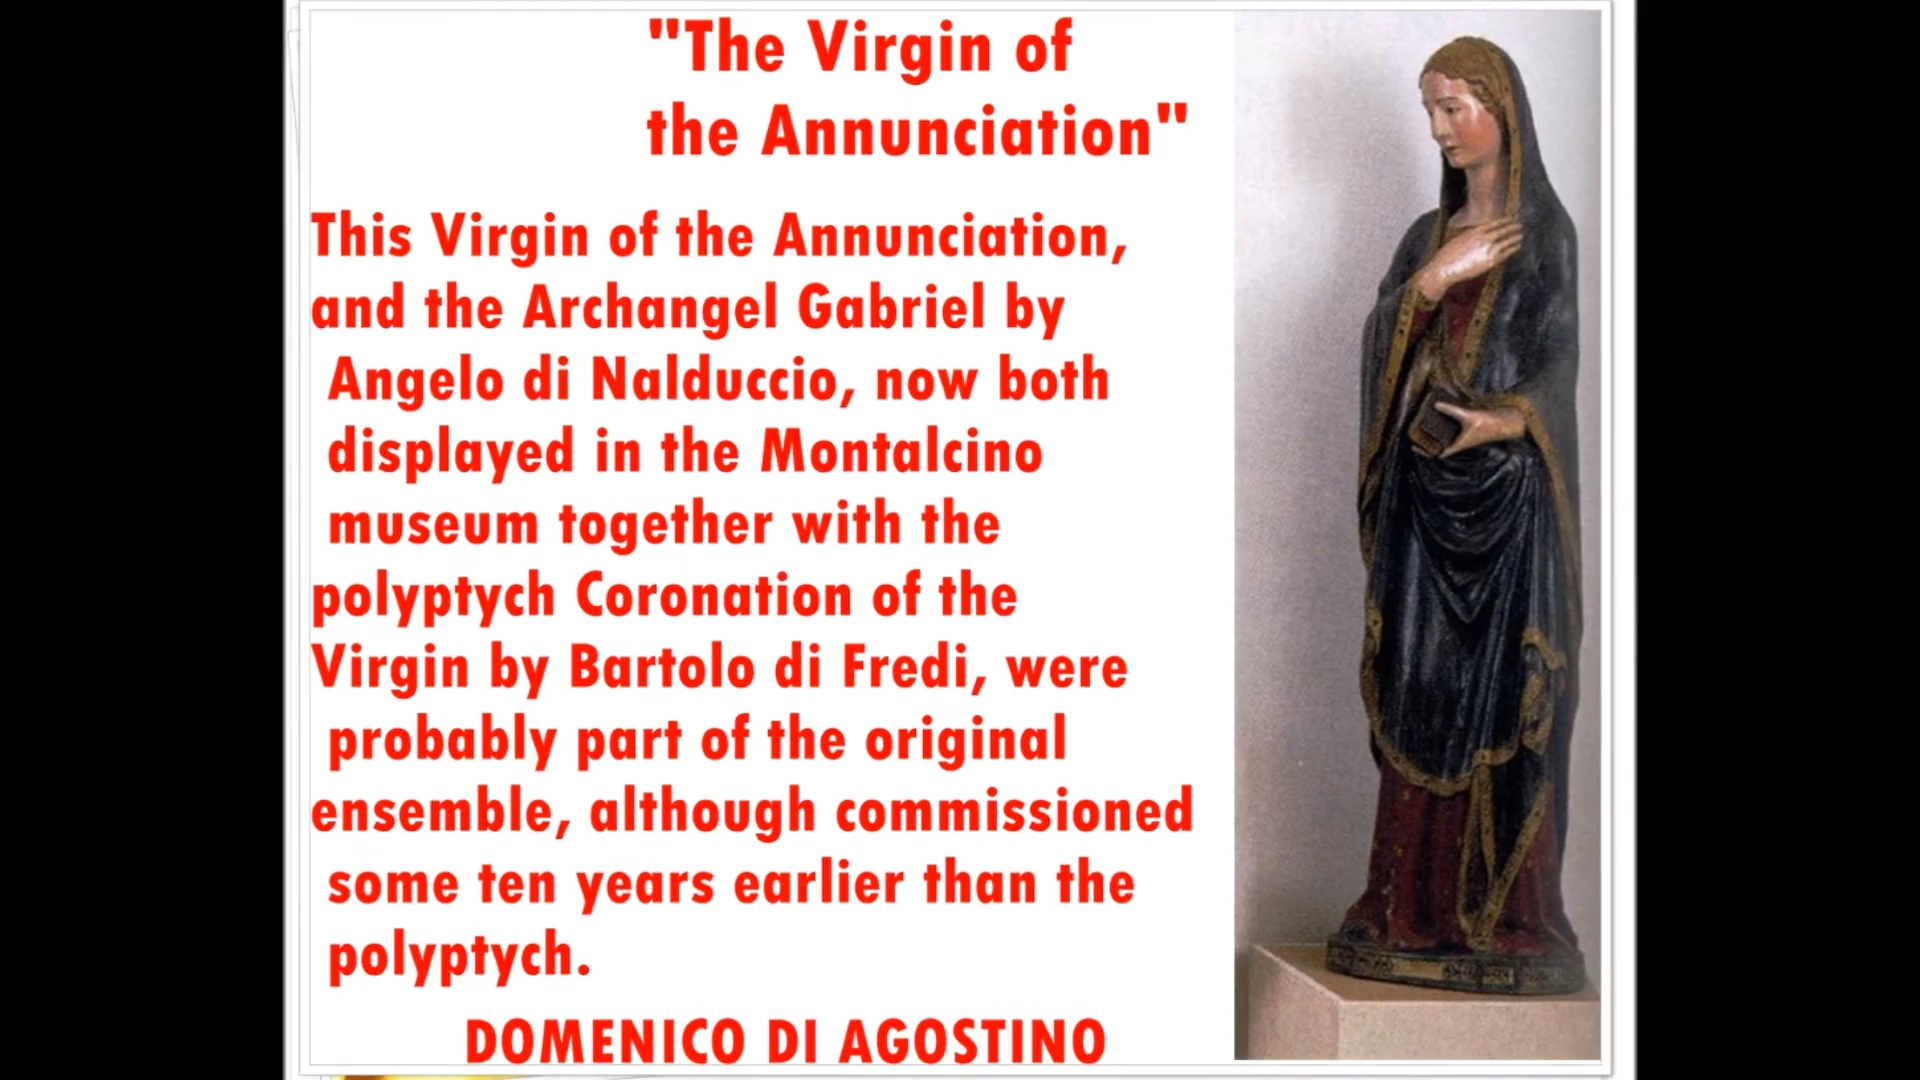 "The Virgin of
the Annunciation"
This Virgin of the Annunciation,
and the Archangel Gabriel by
Angelo di Nalduccio, now both
displayed in the Montalcino
museum together with the
polyptych Coronation of the
Virgin by Bartolo di Fredi, were
probably part of the original
ensemble, although commissioned
some ten years earlier than the
polyptych.
DOMENICO DI AGOSTINO